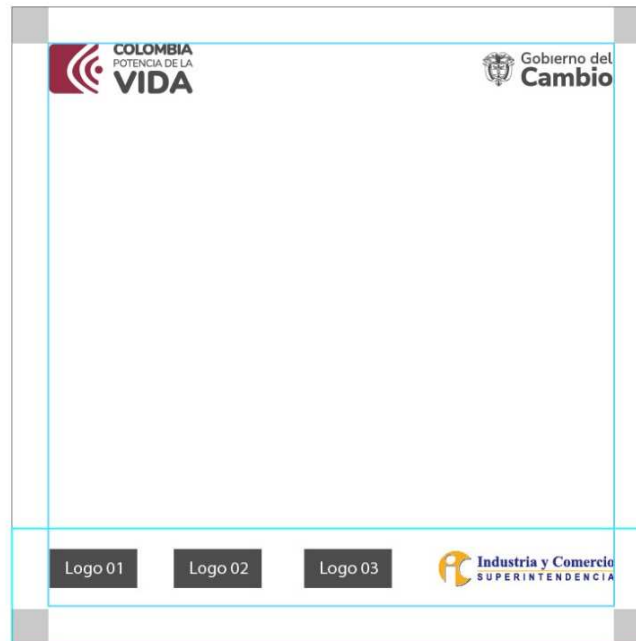 COLOMBIA
POTENCIA DE LA
VIDA
Gobierno del
Cambio
Logo 01
Logo 02
Logo 03
Industria y Comercio
SUPERINTENDENCIA